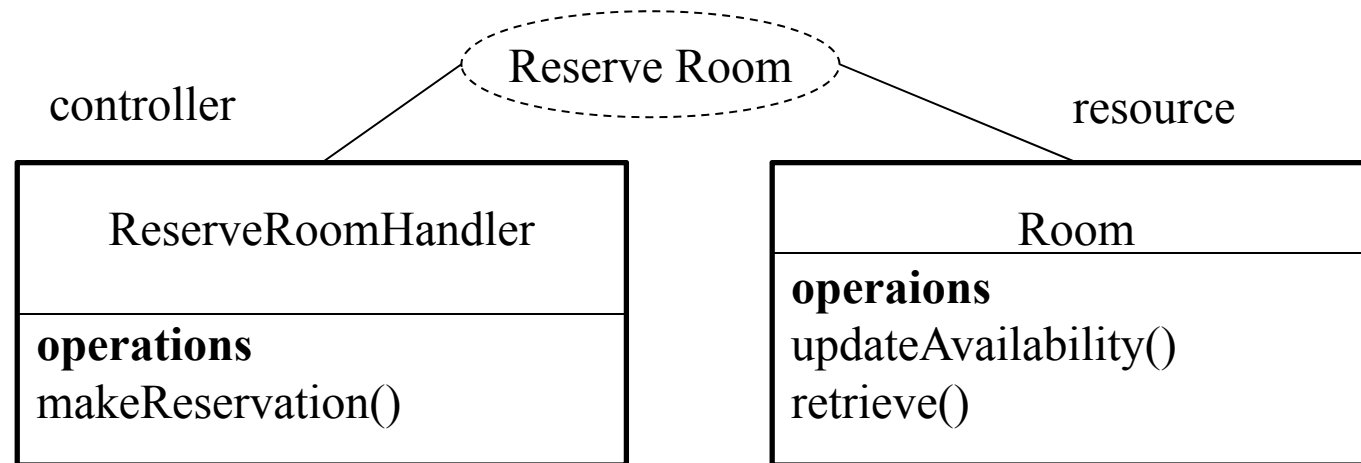 Reserve Room
controller
resource
ReserveRoomHandler
operations
makeReservation()
Room
operaions
updateAvailability()
retrieve()